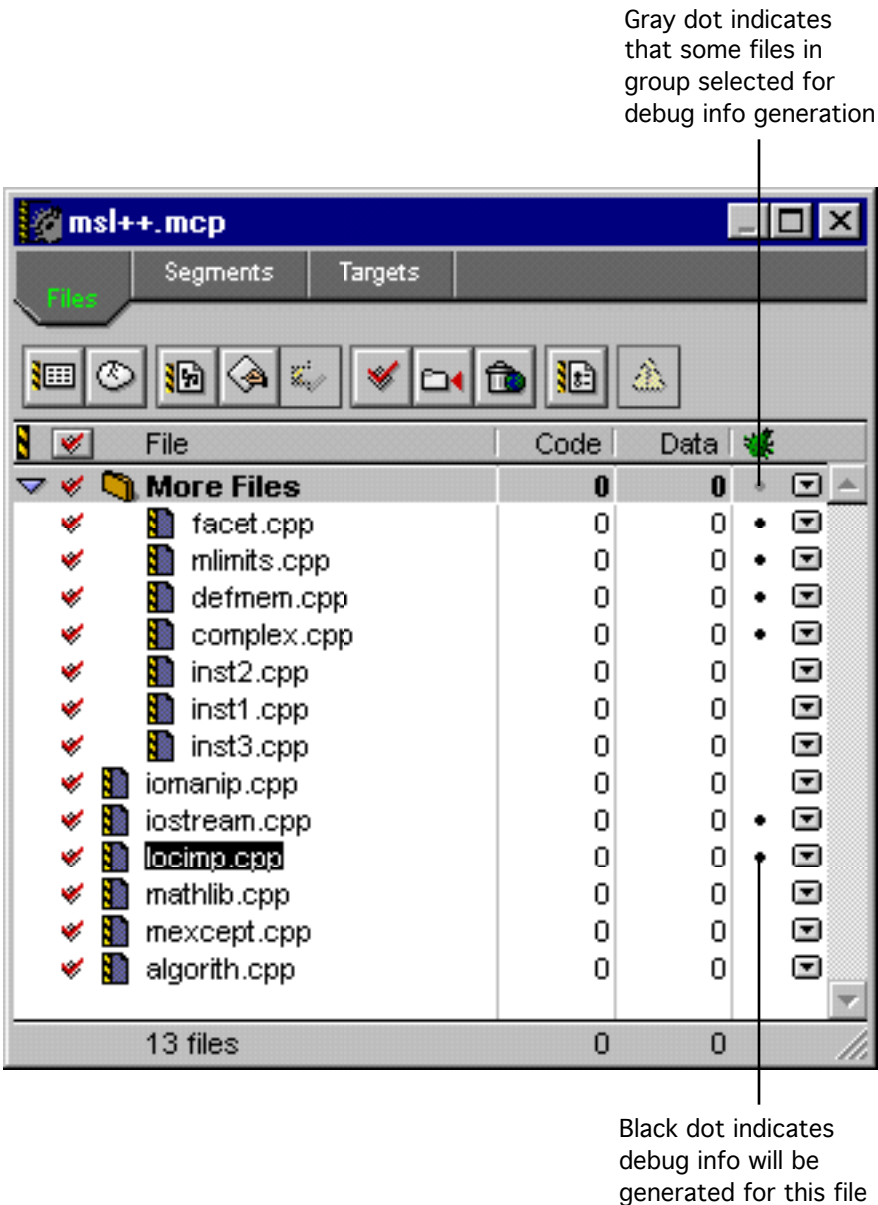 Gray dot indicates
that some files in
group selected for
debug info generation
msl++.mcp
Files Segments Targets
File Code Data
More Files 0 0
facet.cpp 0 0
mlimits.cpp 0 0
defmem.cpp 0 0
complex.cpp 0 0
inst2.cpp 0 0
inst1.cpp 0 0
inst3.cpp 0 0
iomanip.cpp 0 0
iostream.cpp 0 0
locimp.cpp 0 0
mathlib.cpp 0 0
mexcept.cpp 0 0
algorith.cpp 0 0
13 files 0 0
Black dot indicates
debug info will be
generated for this file